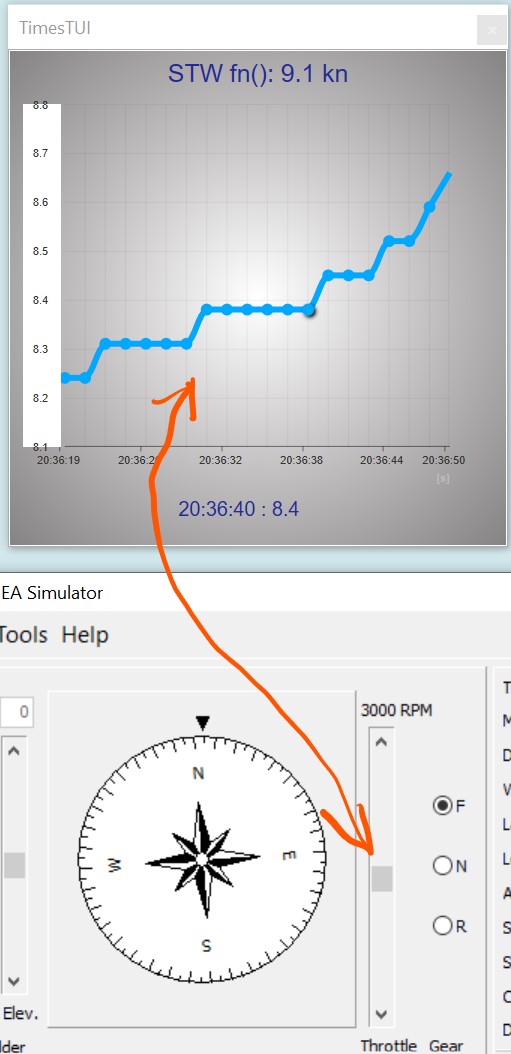 TimesTUI
x
STW fn(): 9.1 kn
8.8
8.7
8.6
8.5
8.4
8.3
8.2
8.1
20:36:19 20:36:2 20:36:32 20:36:38 20:36:44 20:36:50
[s]
20:36:40 : 8.4
EA Simulator
Tools Help
0
3000 RPM
N
E
S
W
F
N
R
T
M
D
V
L
L
A
S
S
C
D
Elev.
lder
Throttle Gear